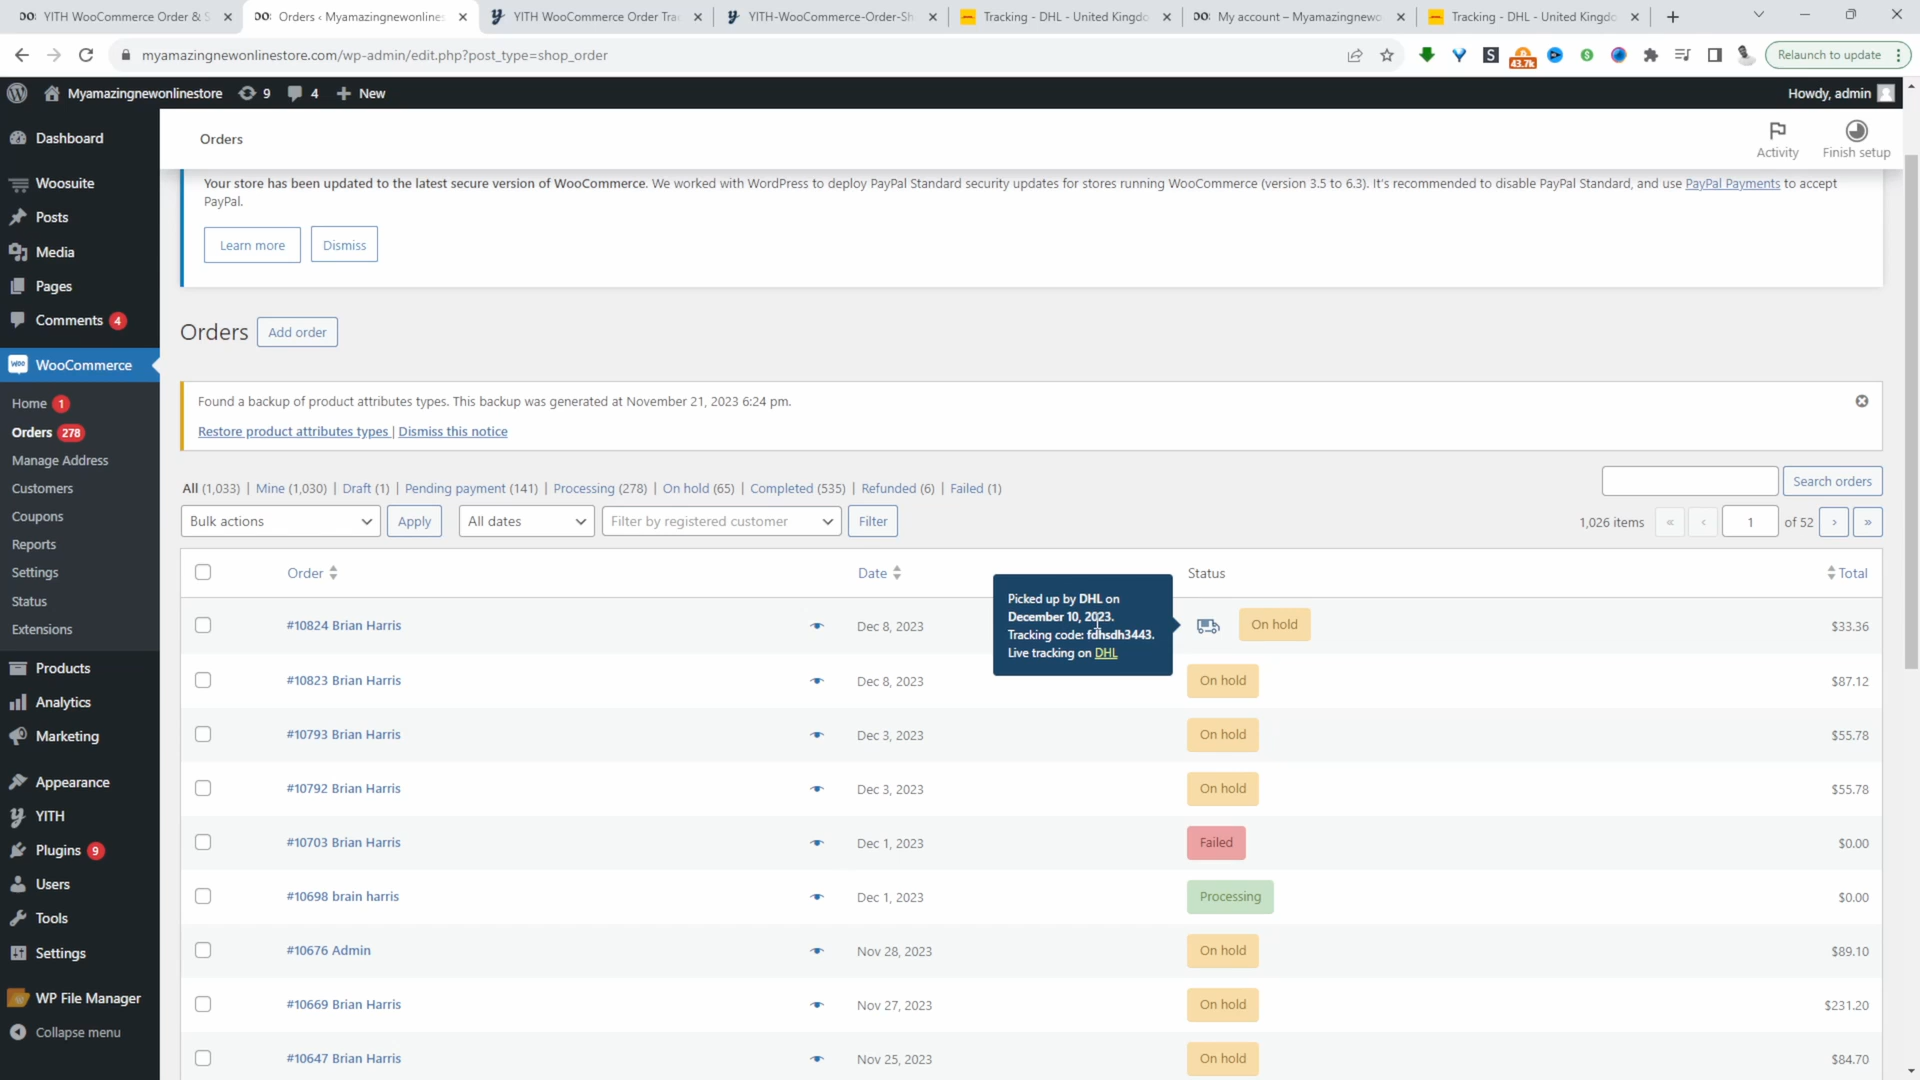 YITH WooCommerce Order & S
Orders ‹ Myamazingnewonlines
YITH WooCommerce Order Trac
YITH-WooCommerce-Order-Sh
Tracking - DHL - United Kingdo
My account – Myamazingnewo
Tracking - DHL - United Kingdo
myamazingnewonlinestore.com/wp-admin/edit.php?post_type=shop_order
43.7k
Relaunch to update
Myamazingnewonlinestore 9 4 New
Howdy, admin
Dashboard
Woosuite
Posts
Media
Pages
Comments 4
WooCommerce
Home 1
Orders 278
Manage Address
Customers
Coupons
Reports
Settings
Status
Extensions
Products
Analytics
Marketing
Appearance
YITH
Plugins 9
Users
Tools
Settings
WP File Manager
Collapse menu
Orders
Activity
Finish setup
Your store has been updated to the latest secure version of WooCommerce. We worked with WordPress to deploy PayPal Standard security updates for stores running WooCommerce (version 3.5 to 6.3). It's recommended to disable PayPal Standard, and use PayPal Payments to accept
PayPal.
Learn more Dismiss
Orders Add order
Found a backup of product attributes types. This backup was generated at November 21, 2023 6:24 pm.
Restore product attributes types | Dismiss this notice
All (1,033) | Mine (1,030) | Draft (1) | Pending payment (141) | Processing (278) | On hold (65) | Completed (535) | Refunded (6) | Failed (1)
Search orders
Bulk actions Apply All dates Filter by registered customer Filter
1,026 items « ‹ 1 of 52 › »
Order Date Status Total
Picked up by DHL on
December 10, 2023.
Tracking code: fdhsdh3443.
Live tracking on DHL
#10824 Brian Harris Dec 8, 2023 On hold $33.36
#10823 Brian Harris Dec 8, 2023 On hold $87.12
#10793 Brian Harris Dec 3, 2023 On hold $55.78
#10792 Brian Harris Dec 3, 2023 On hold $55.78
#10703 Brian Harris Dec 1, 2023 Failed $0.00
#10698 brain harris Dec 1, 2023 Processing $0.00
#10676 Admin Nov 28, 2023 On hold $89.10
#10669 Brian Harris Nov 27, 2023 On hold $231.20
#10647 Brian Harris Nov 25, 2023 On hold $84.70